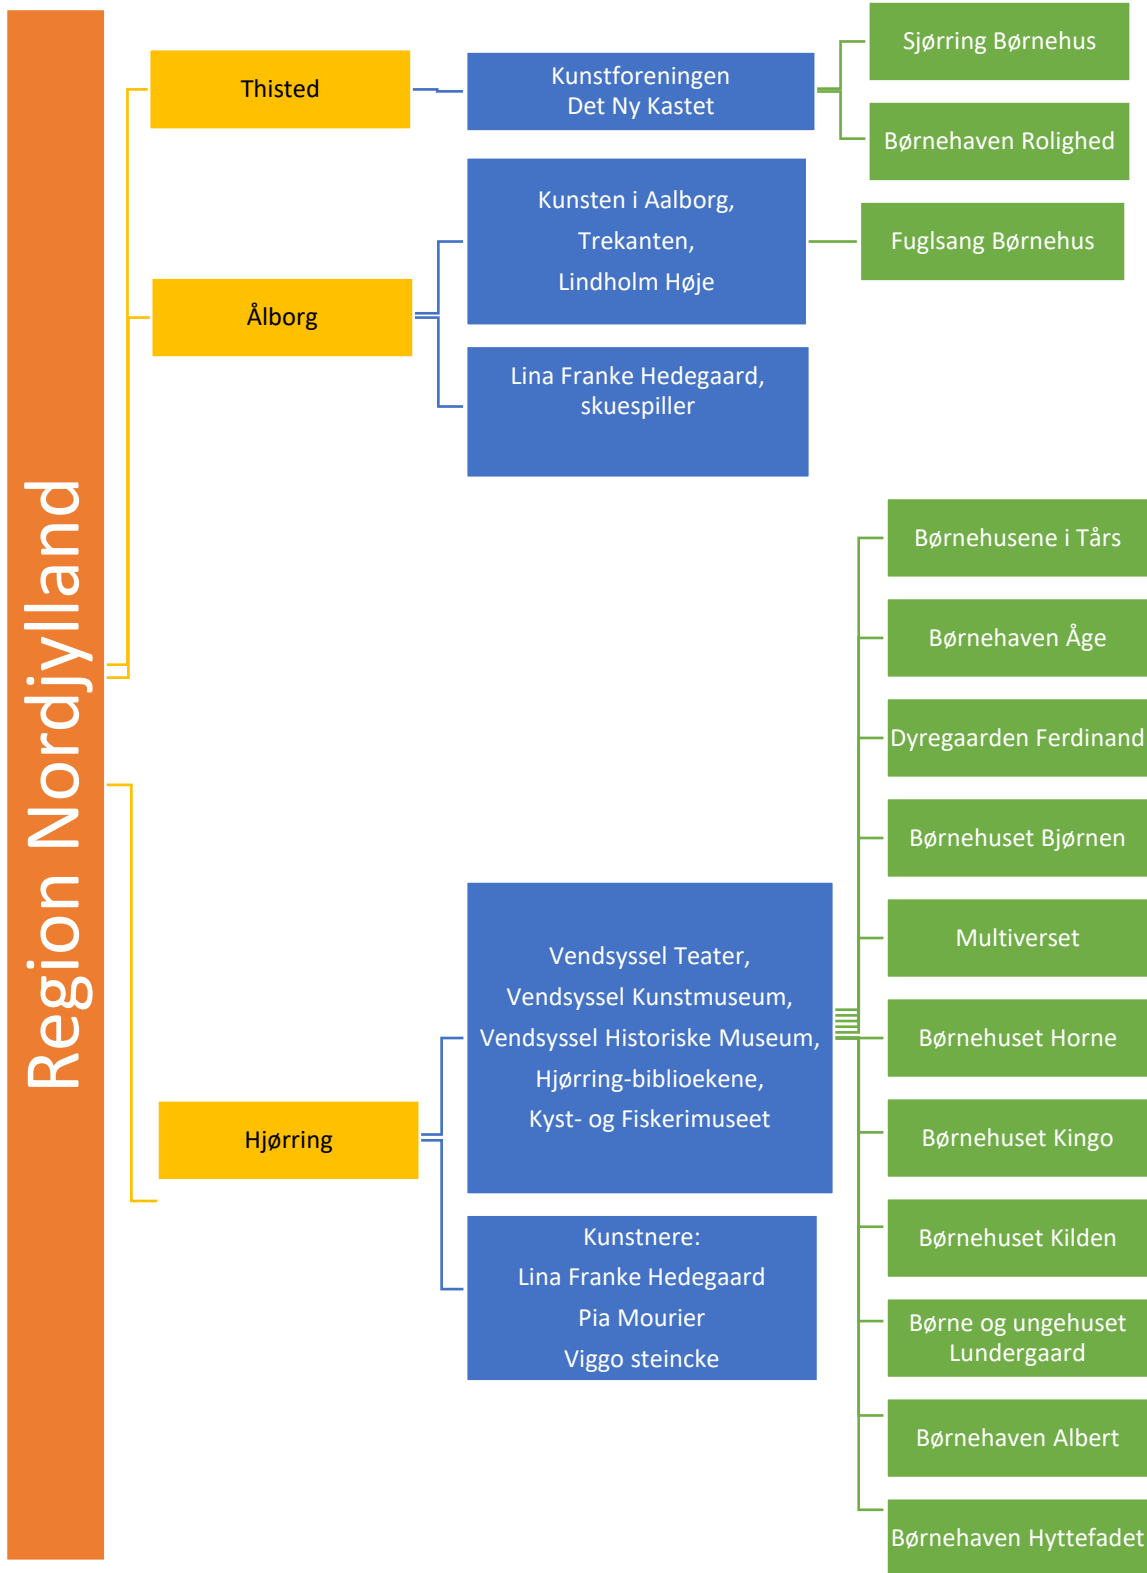 Region Nordjylland
Thisted
Kunstforeningen
Det Ny Kastet
Sjørring Børnehus
Børnehaven Rolighed
Ålborg
Kunsten i Aalborg,
Trekanten,
Lindholm Høje
Fuglsang Børnehus
Lina Franke Hedegaard,
skuespiller
Hjørring
Vendsyssel Teater,
Vendsyssel Kunstmuseum,
Vendsyssel Historiske Museum,
Hjørring-biblioekene,
Kyst- og Fiskerimuseet
Kunstnere:
Lina Franke Hedegaard
Pia Mourier
Viggo steincke
Børnehusene i Tårs
Børnehaven Åge
Dyregaarden Ferdinand
Børnehuset Bjørnen
Multiverset
Børnehuset Horne
Børnehuset Kingo
Børnehuset Kilden
Børne og ungehuset
Lundergaard
Børnehaven Albert
Børnehaven Hyttefadet